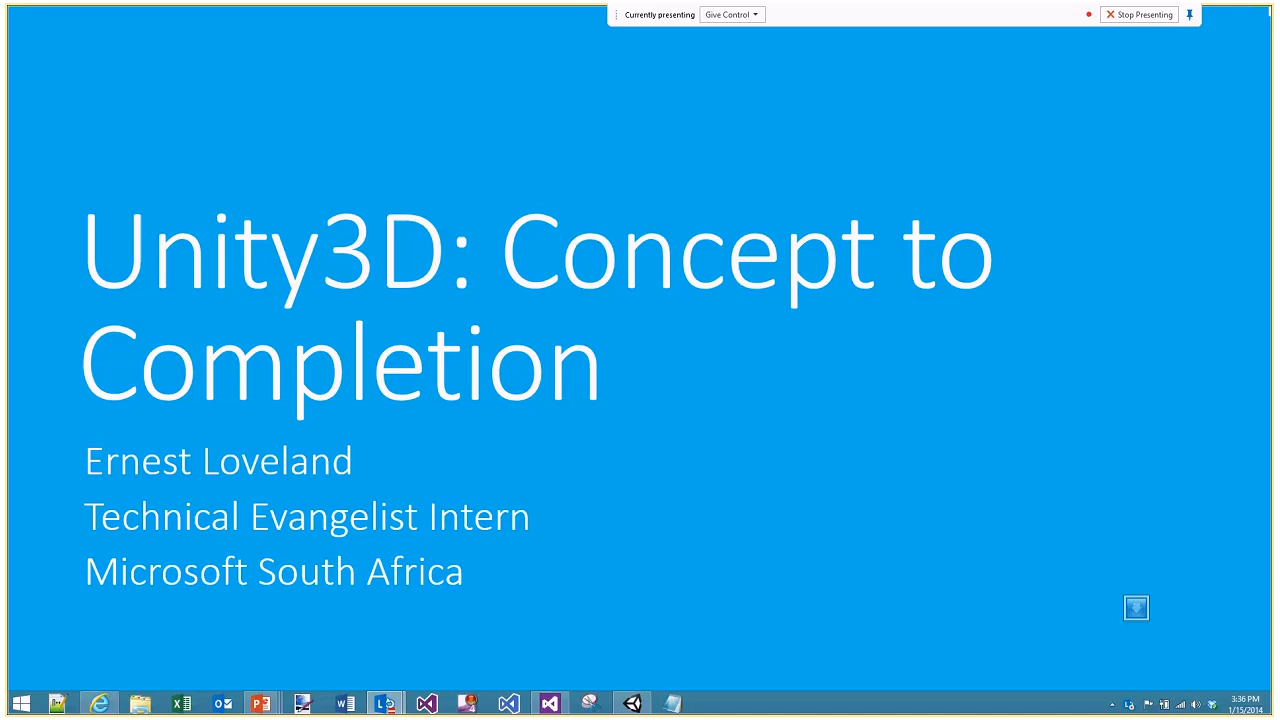 Currently presenting
Give Control
Stop Presenting
Unity3D: Concept to
Completion
Ernest Loveland
Technical Evangelist Intern
Microsoft South Africa
3:36 PM
1/15/2014